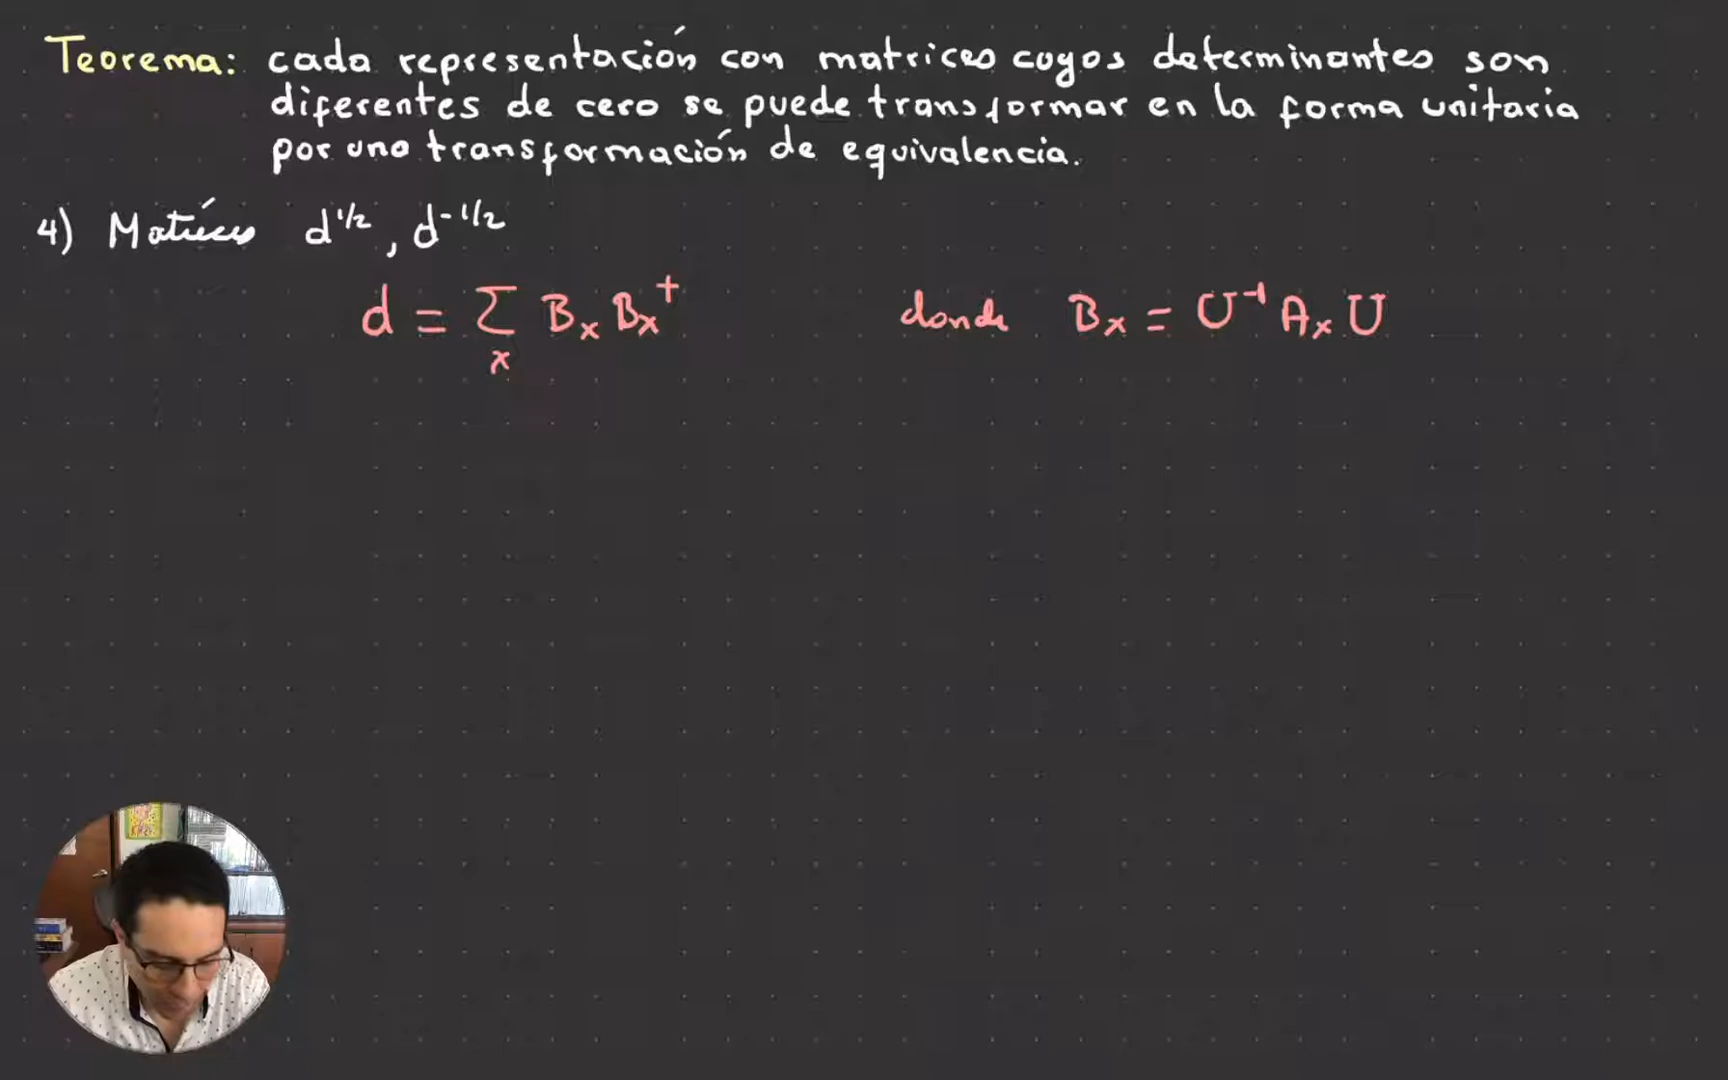 Teorema: cada representación con matrices cuyos determinantes son
diferentes de cero se puede transformar en la forma unitaria
por una transformación de equivalencia.
4) Matrices d^1/2, d^-1/2
d = Σ_x B_x B_x^+ donde B_x = U^-1 A_x U